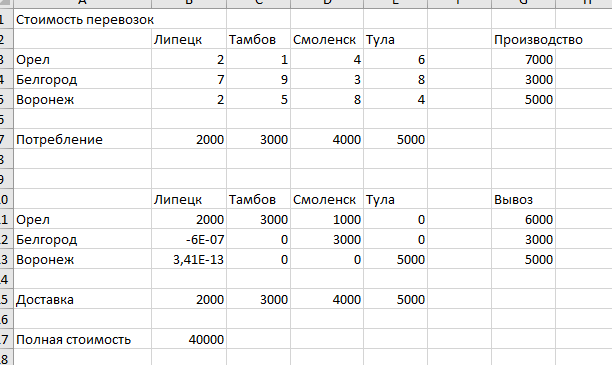 A B C D E F G H
1 Стоимость перевозок
2 Липецк Тамбов Смоленск Тула Производство
3 Орел 2 1 4 6 7000
4 Белгород 7 9 3 8 3000
5 Воронеж 2 5 8 4 5000
6
7 Потребление 2000 3000 4000 5000
8
9
10 Липецк Тамбов Смоленск Тула Вывоз
11 Орел 2000 3000 1000 0 6000
12 Белгород -6E-07 0 3000 0 3000
13 Воронеж 3,41E-13 0 0 5000 5000
14
15 Доставка 2000 3000 4000 5000
16
17 Полная стоимость 40000
18